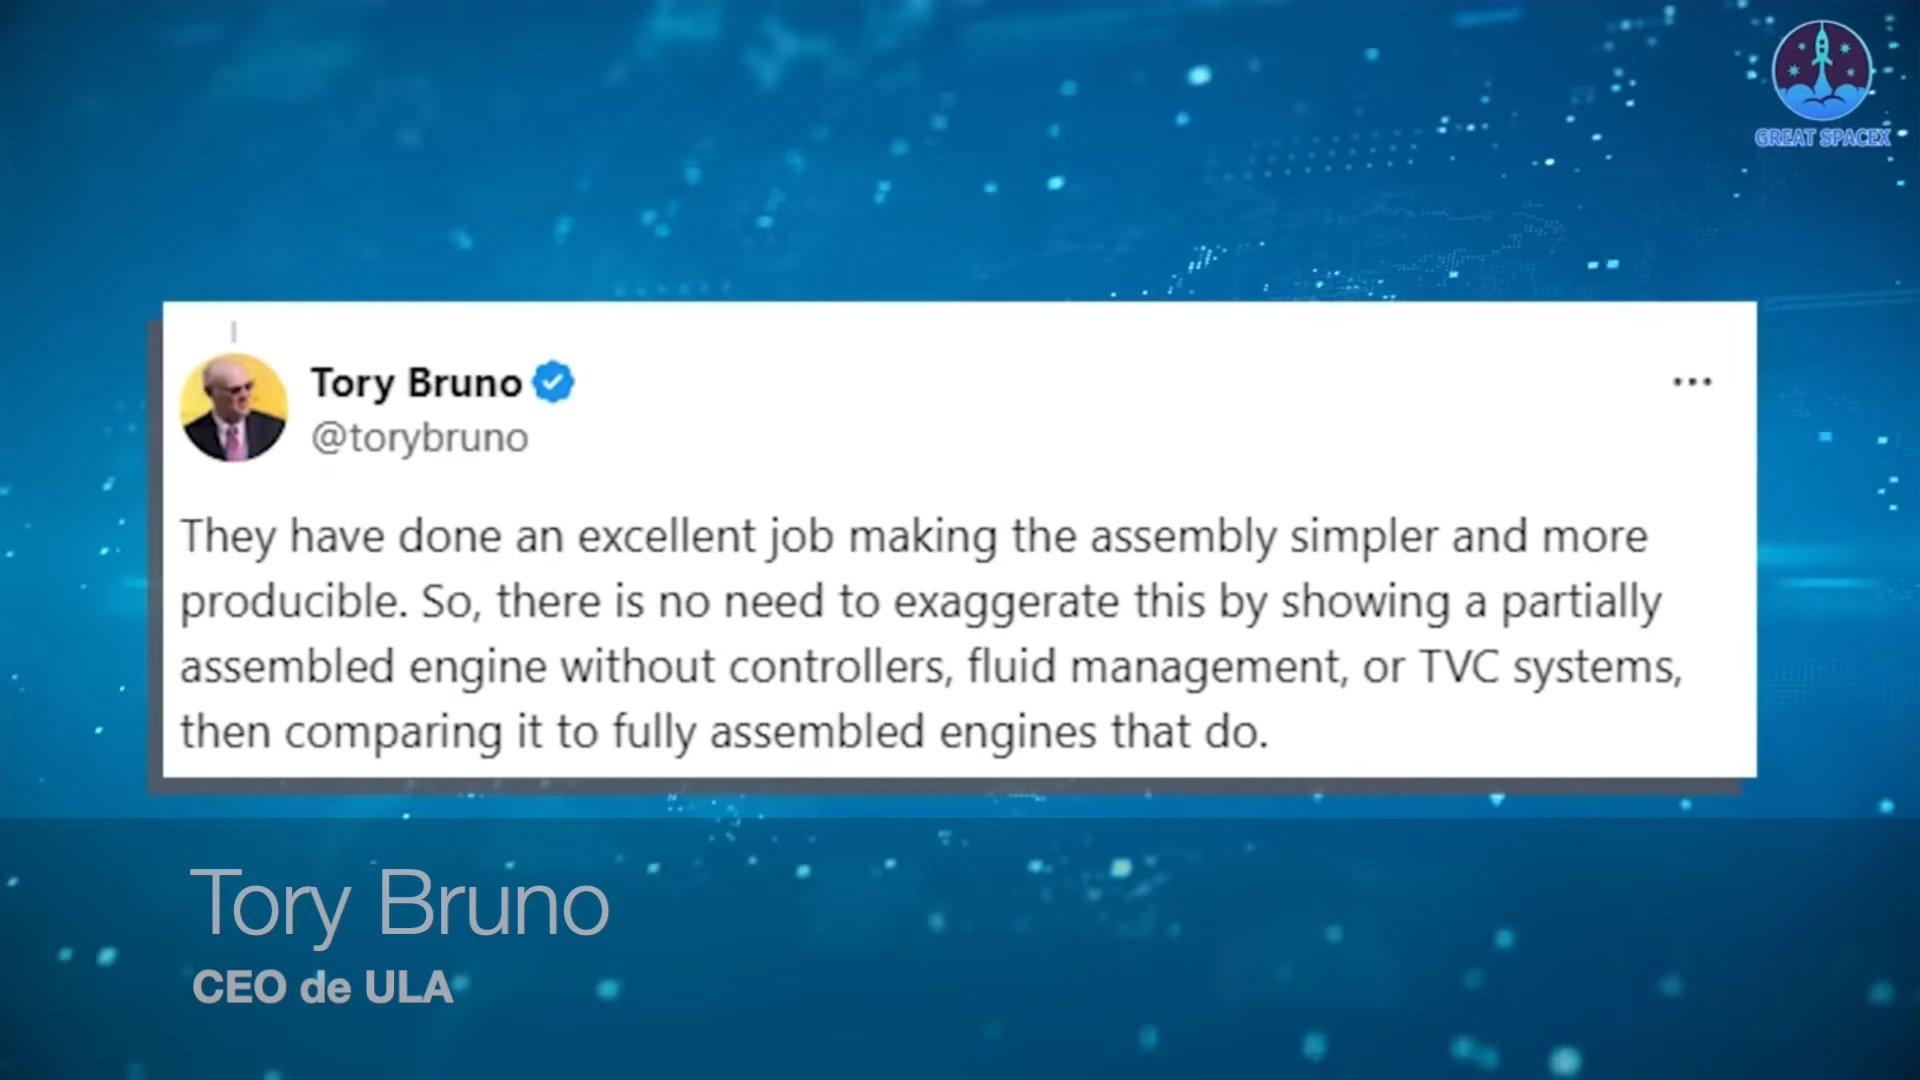 GREAT SPACEX
Tory Bruno
@torybruno
They have done an excellent job making the assembly simpler and more
producible. So, there is no need to exaggerate this by showing a partially
assembled engine without controllers, fluid management, or TVC systems,
then comparing it to fully assembled engines that do.
Tory Bruno
CEO de ULA